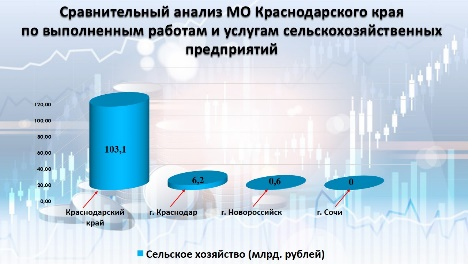 Сравнительный анализ МО Краснодарского края
по выполненным работам и услугам сельскохозяйственных
предприятий
120,00
100,00
80,00
60,00
40,00
20,00
0,00
103,1
6,2
0,6
0
Краснодарский
край
г. Краснодар
г. Новороссийск
г. Сочи
Сельское хозяйство (млрд. рублей)